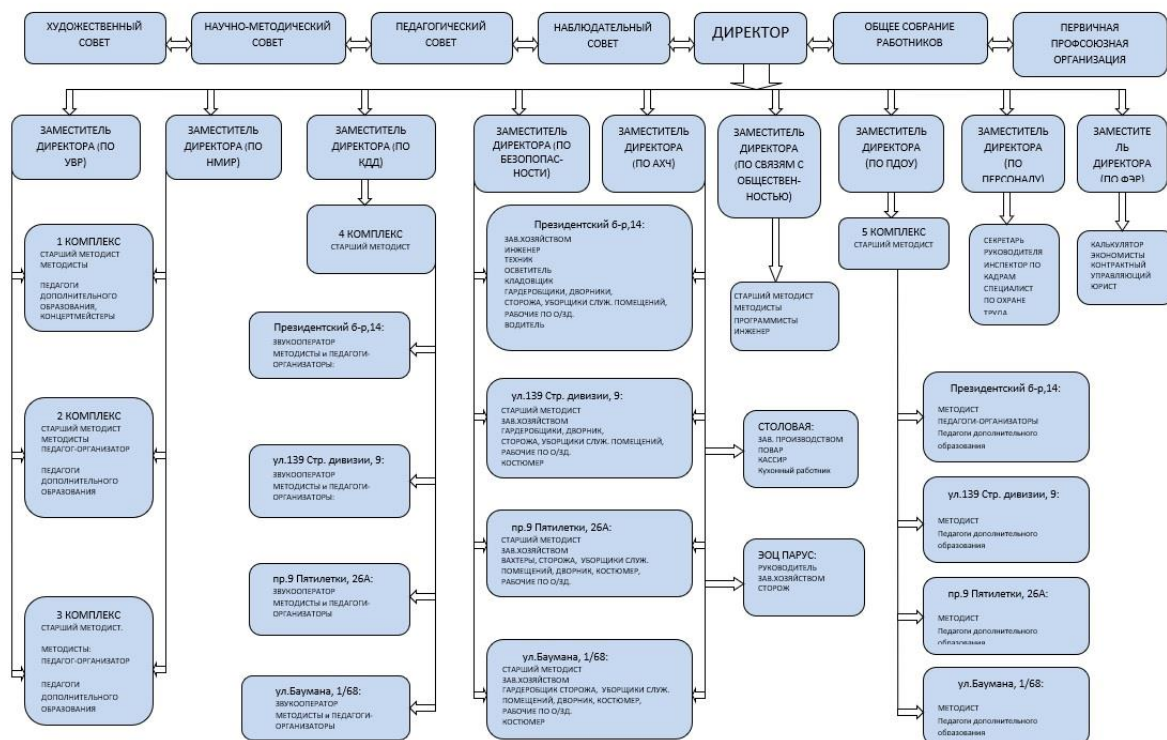 ХУДОЖЕСТВЕННЫЙ
СОВЕТ
НАУЧНО-МЕТОДИЧЕСКИЙ
СОВЕТ
ПЕДАГОГИЧЕСКИЙ
СОВЕТ
НАБЛЮДАТЕЛЬНЫЙ
СОВЕТ
ДИРЕКТОР
ОБЩЕЕ СОБРАНИЕ
РАБОТНИКОВ
ПЕРВИЧНАЯ
ПРОФСОЮЗНАЯ
ОРГАНИЗАЦИЯ
ЗАМЕСТИТЕЛЬ
ДИРЕКТОРА (ПО
УВР)
ЗАМЕСТИТЕЛЬ
ДИРЕКТОРА (ПО
НМИР)
ЗАМЕСТИТЕЛЬ
ДИРЕКТОРА (ПО
КДД)
ЗАМЕСТИТЕЛЬ
ДИРЕКТОРА (ПО
БЕЗОПОПАС-
НОСТИ)
ЗАМЕСТИТЕЛЬ
ДИРЕКТОРА
(ПО АХЧ)
ЗАМЕСТИТЕЛЬ
ДИРЕКТОРА
(ПО СВЯЗЯМ С
ОБЩЕСТВЕН-
НОСТЬЮ)
ЗАМЕСТИТЕЛЬ
ДИРЕКТОРА
(ПО ПДОУ)
ЗАМЕСТИТЕЛЬ
ДИРЕКТОРА
(ПО
ПЕРСОНАЛУ)
ЗАМЕСТИТЕ
ЛЬ
ДИРЕКТОРА
(ПО ФЭР)
1 КОМПЛЕКС
СТАРШИЙ МЕТОДИСТ
МЕТОДИСТЫ
ПЕДАГОГИ
ДОПОЛНИТЕЛЬНОГО
ОБРАЗОВАНИЯ,
КОНЦЕРТМЕЙСТЕРЫ
2 КОМПЛЕКС
СТАРШИЙ МЕТОДИСТ
МЕТОДИСТЫ
ПЕДАГОГ-ОРГАНИЗАТОР
ПЕДАГОГИ
ДОПОЛНИТЕЛЬНОГО
ОБРАЗОВАНИЯ
3 КОМПЛЕКС
СТАРШИЙ МЕТОДИСТ.
МЕТОДИСТЫ:
ПЕДАГОГ-ОРГАНИЗАТОР
ПЕДАГОГИ
ДОПОЛНИТЕЛЬНОГО
ОБРАЗОВАНИЯ
4 КОМПЛЕКС
СТАРШИЙ МЕТОДИСТ
Президентский б-р,14:
ЗВУКООПЕРАТОР
МЕТОДИСТЫ и ПЕДАГОГИ-
ОРГАНИЗАТОРЫ:
ул.139 Стр. дивизии, 9:
ЗВУКООПЕРАТОР
МЕТОДИСТЫ и ПЕДАГОГИ-
ОРГАНИЗАТОРЫ:
пр.9 Пятилетки, 26А:
ЗВУКООПЕРАТОР
МЕТОДИСТЫ и ПЕДАГОГИ-
ОРГАНИЗАТОРЫ
ул.Баумана, 1/68:
ЗВУКООПЕРАТОР
МЕТОДИСТЫ и ПЕДАГОГИ-
ОРГАНИЗАТОРЫ
Президентский б-р,14:
ЗАВ.ХОЗЯЙСТВОМ
ИНЖЕНЕР
ТЕХНИК
ОСВЕТИТЕЛЬ
КЛАДОВЩИК
ГАРДЕРОБЩИКИ, ДВОРНИКИ,
СТОРОЖА, УБОРЩИКИ СЛУЖ. ПОМЕЩЕНИЙ,
РАБОЧИЕ ПО О/ЗД.
ВОДИТЕЛЬ
ул.139 Стр. дивизии, 9:
СТАРШИЙ МЕТОДИСТ
ЗАВ.ХОЗЯЙСТВОМ
ГАРДЕРОБЩИКИ, ДВОРНИК,
СТОРОЖА, УБОРЩИКИ СЛУЖ. ПОМЕЩЕНИЙ,
РАБОЧИЕ ПО О/ЗД.
КОСТЮМЕР
пр.9 Пятилетки, 26А:
СТАРШИЙ МЕТОДИСТ
ЗАВ.ХОЗЯЙСТВОМ
ВАХТЕРЫ, СТОРОЖА, УБОРЩИКИ СЛУЖ.
ПОМЕЩЕНИЙ, ДВОРНИК, КОСТЮМЕР,
РАБОЧИЕ ПО О/ЗД.
ул.Баумана, 1/68:
СТАРШИЙ МЕТОДИСТ
ЗАВ.ХОЗЯЙСТВОМ
ГАРДЕРОБЩИК СТОРОЖА, УБОРЩИКИ СЛУЖ.
ПОМЕЩЕНИЙ, ДВОРНИК, КОСТЮМЕР,
РАБОЧИЕ ПО О/ЗД.
КОСТЮМЕР
СТАРШИЙ МЕТОДИСТ
МЕТОДИСТЫ
ПРОГРАММИСТЫ
ИНЖЕНЕР
СТОЛОВАЯ:
ЗАВ. ПРОИЗВОДСТВОМ
ПОВАР
КАССИР
Кухонный работник
ЭОЦ ПАРУС:
РУКОВОДИТЕЛЬ
ЗАВ.ХОЗЯЙСТВОМ
СТОРОЖ
5 КОМПЛЕКС
СТАРШИЙ МЕТОДИСТ
СЕКРЕТАРЬ
РУКОВОДИТЕЛЯ
ИНСПЕКТОР ПО
КАДРАМ
СПЕЦИАЛИСТ
ПО ОХРАНЕ
ТРУДА
КАЛЬКУЛЯТОР
ЭКОНОМИСТЫ
КОНТРАКТНЫЙ
УПРАВЛЯЮЩИЙ
ЮРИСТ
Президентский б-р,14:
МЕТОДИСТ
ПЕДАГОГИ-ОРГАНИЗАТОРЫ
Педагоги дополнительного
образования
ул.139 Стр. дивизии, 9:
МЕТОДИСТ
Педагоги дополнительного
образования
пр.9 Пятилетки, 26А:
МЕТОДИСТ
Педагоги дополнительного
образования
ул.Баумана, 1/68:
МЕТОДИСТ
Педагоги дополнительного
образования